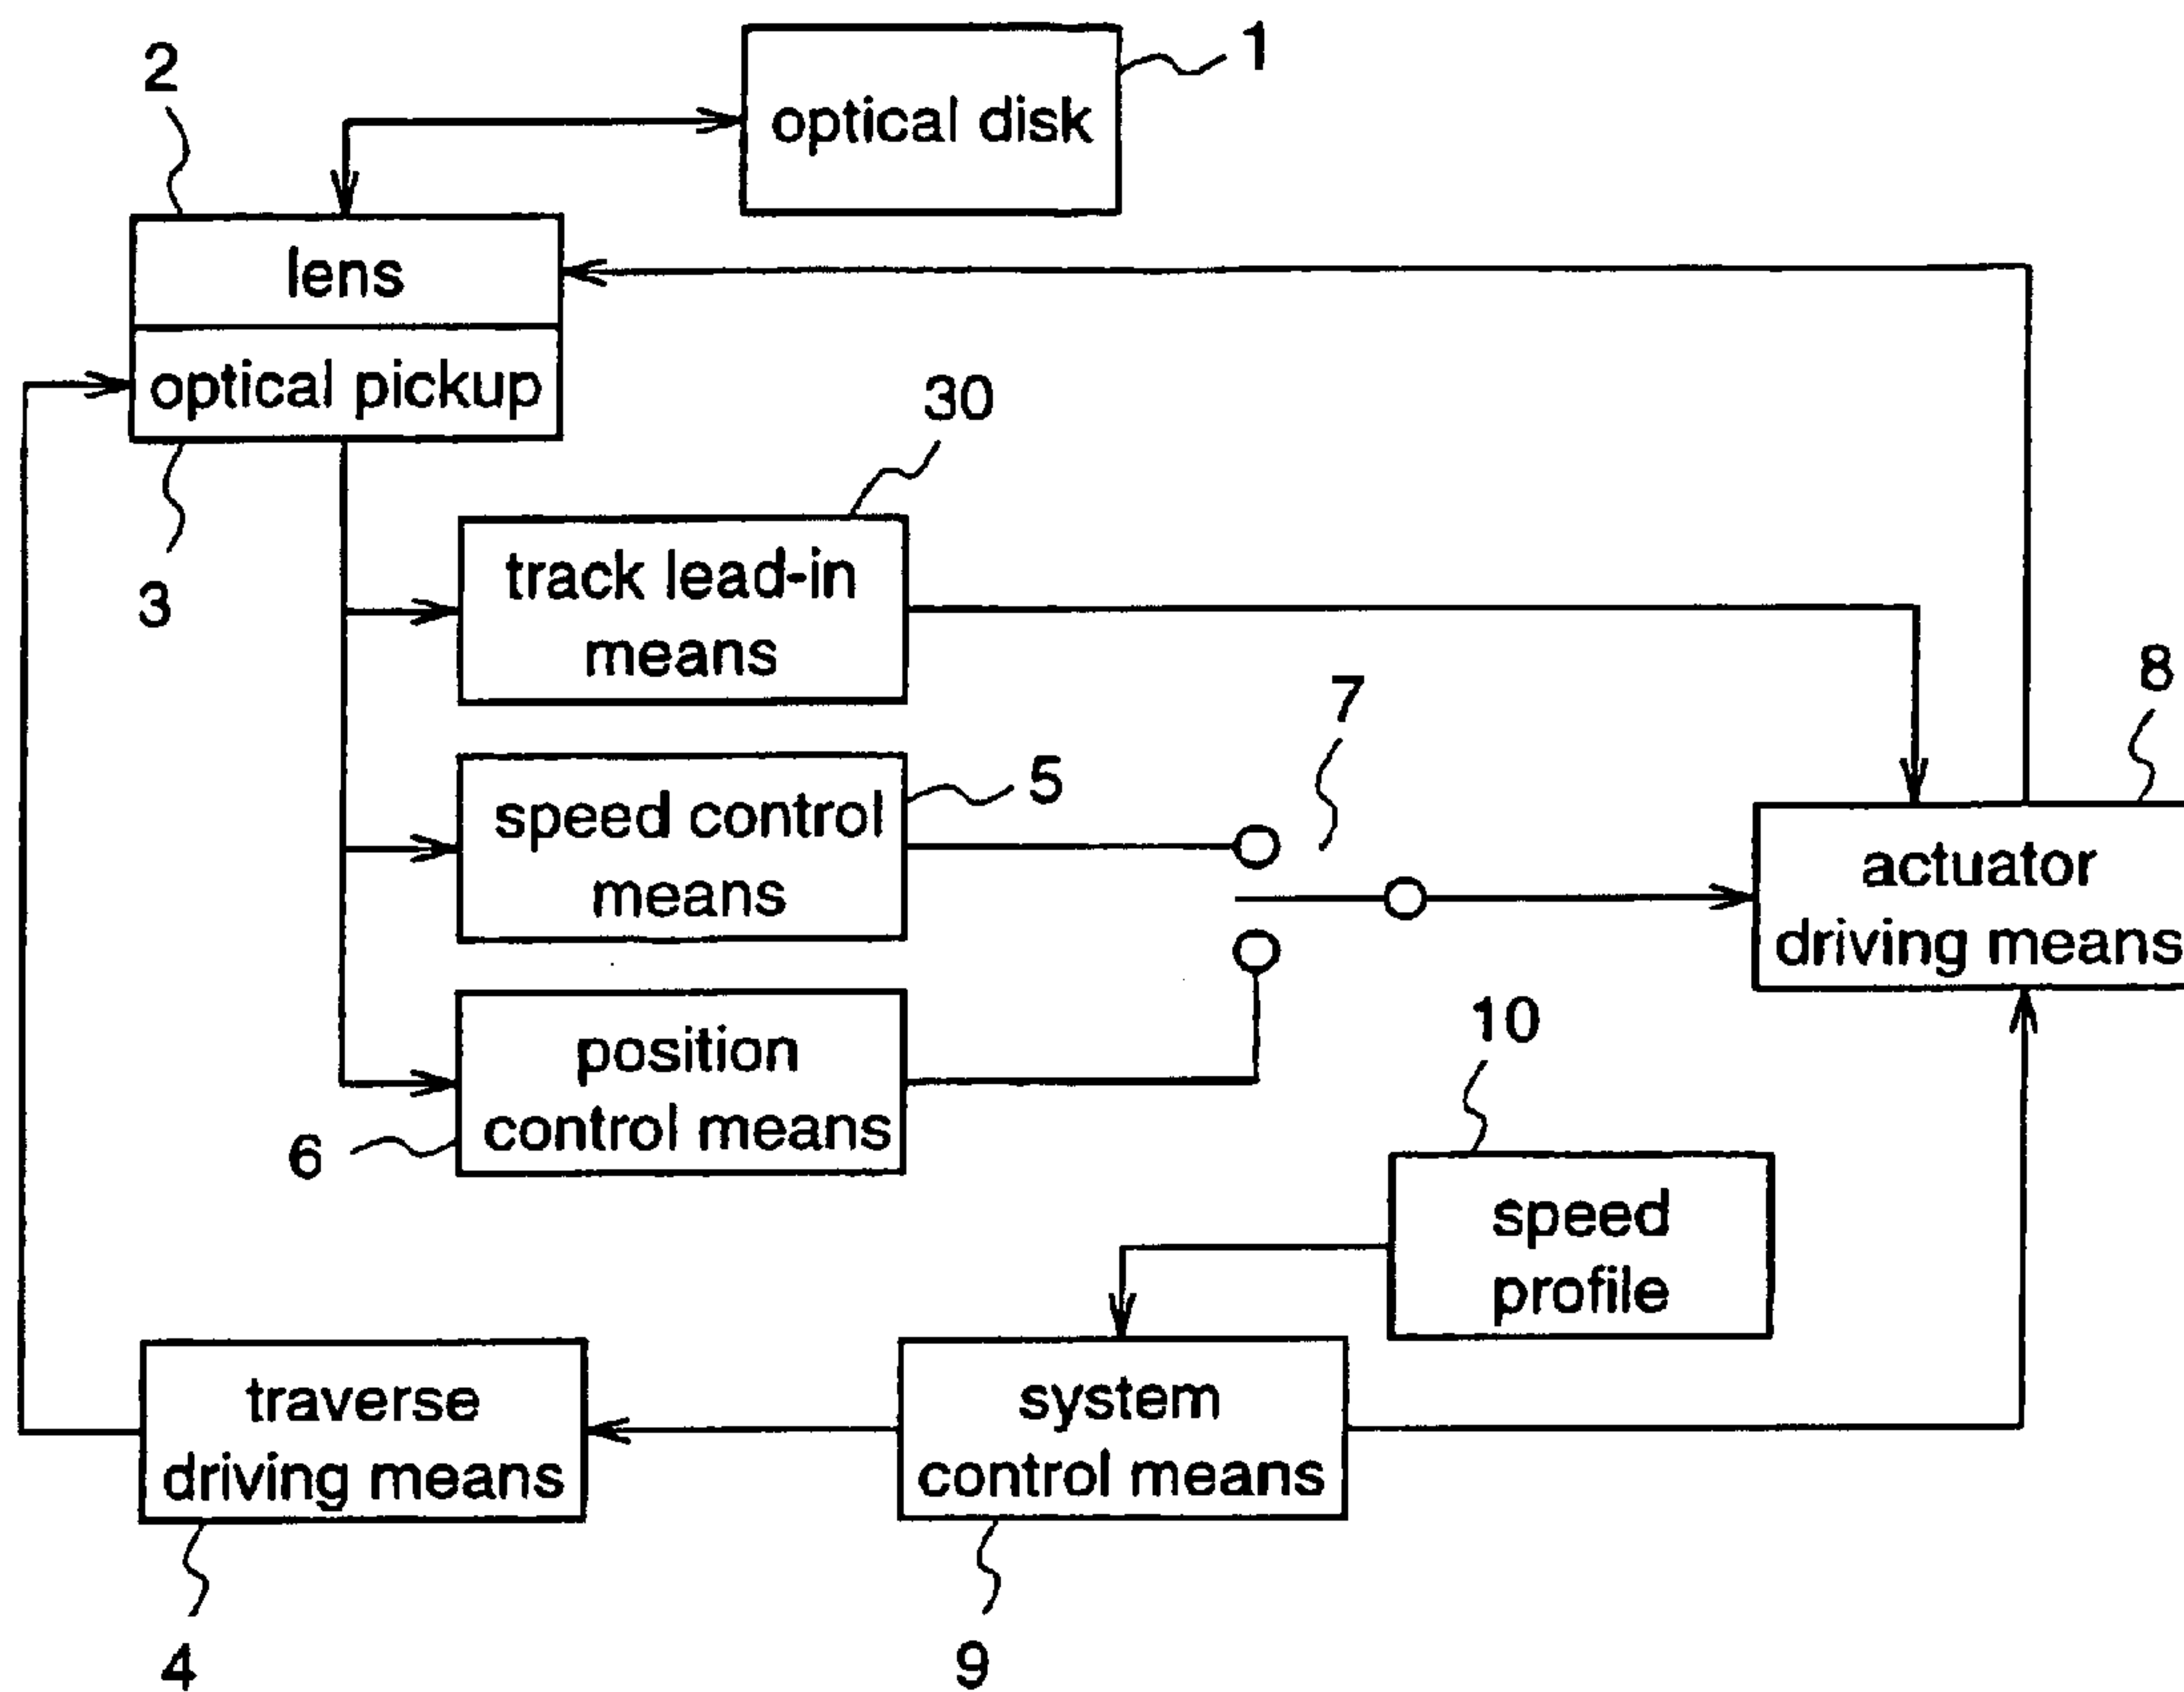 1
2
optical disk
lens
optical pickup
3
30
track lead-in
means
7
8
5
speed control
means
actuator
driving means
10
position
control means
6
speed
profile
traverse
driving means
system
control means
4
9